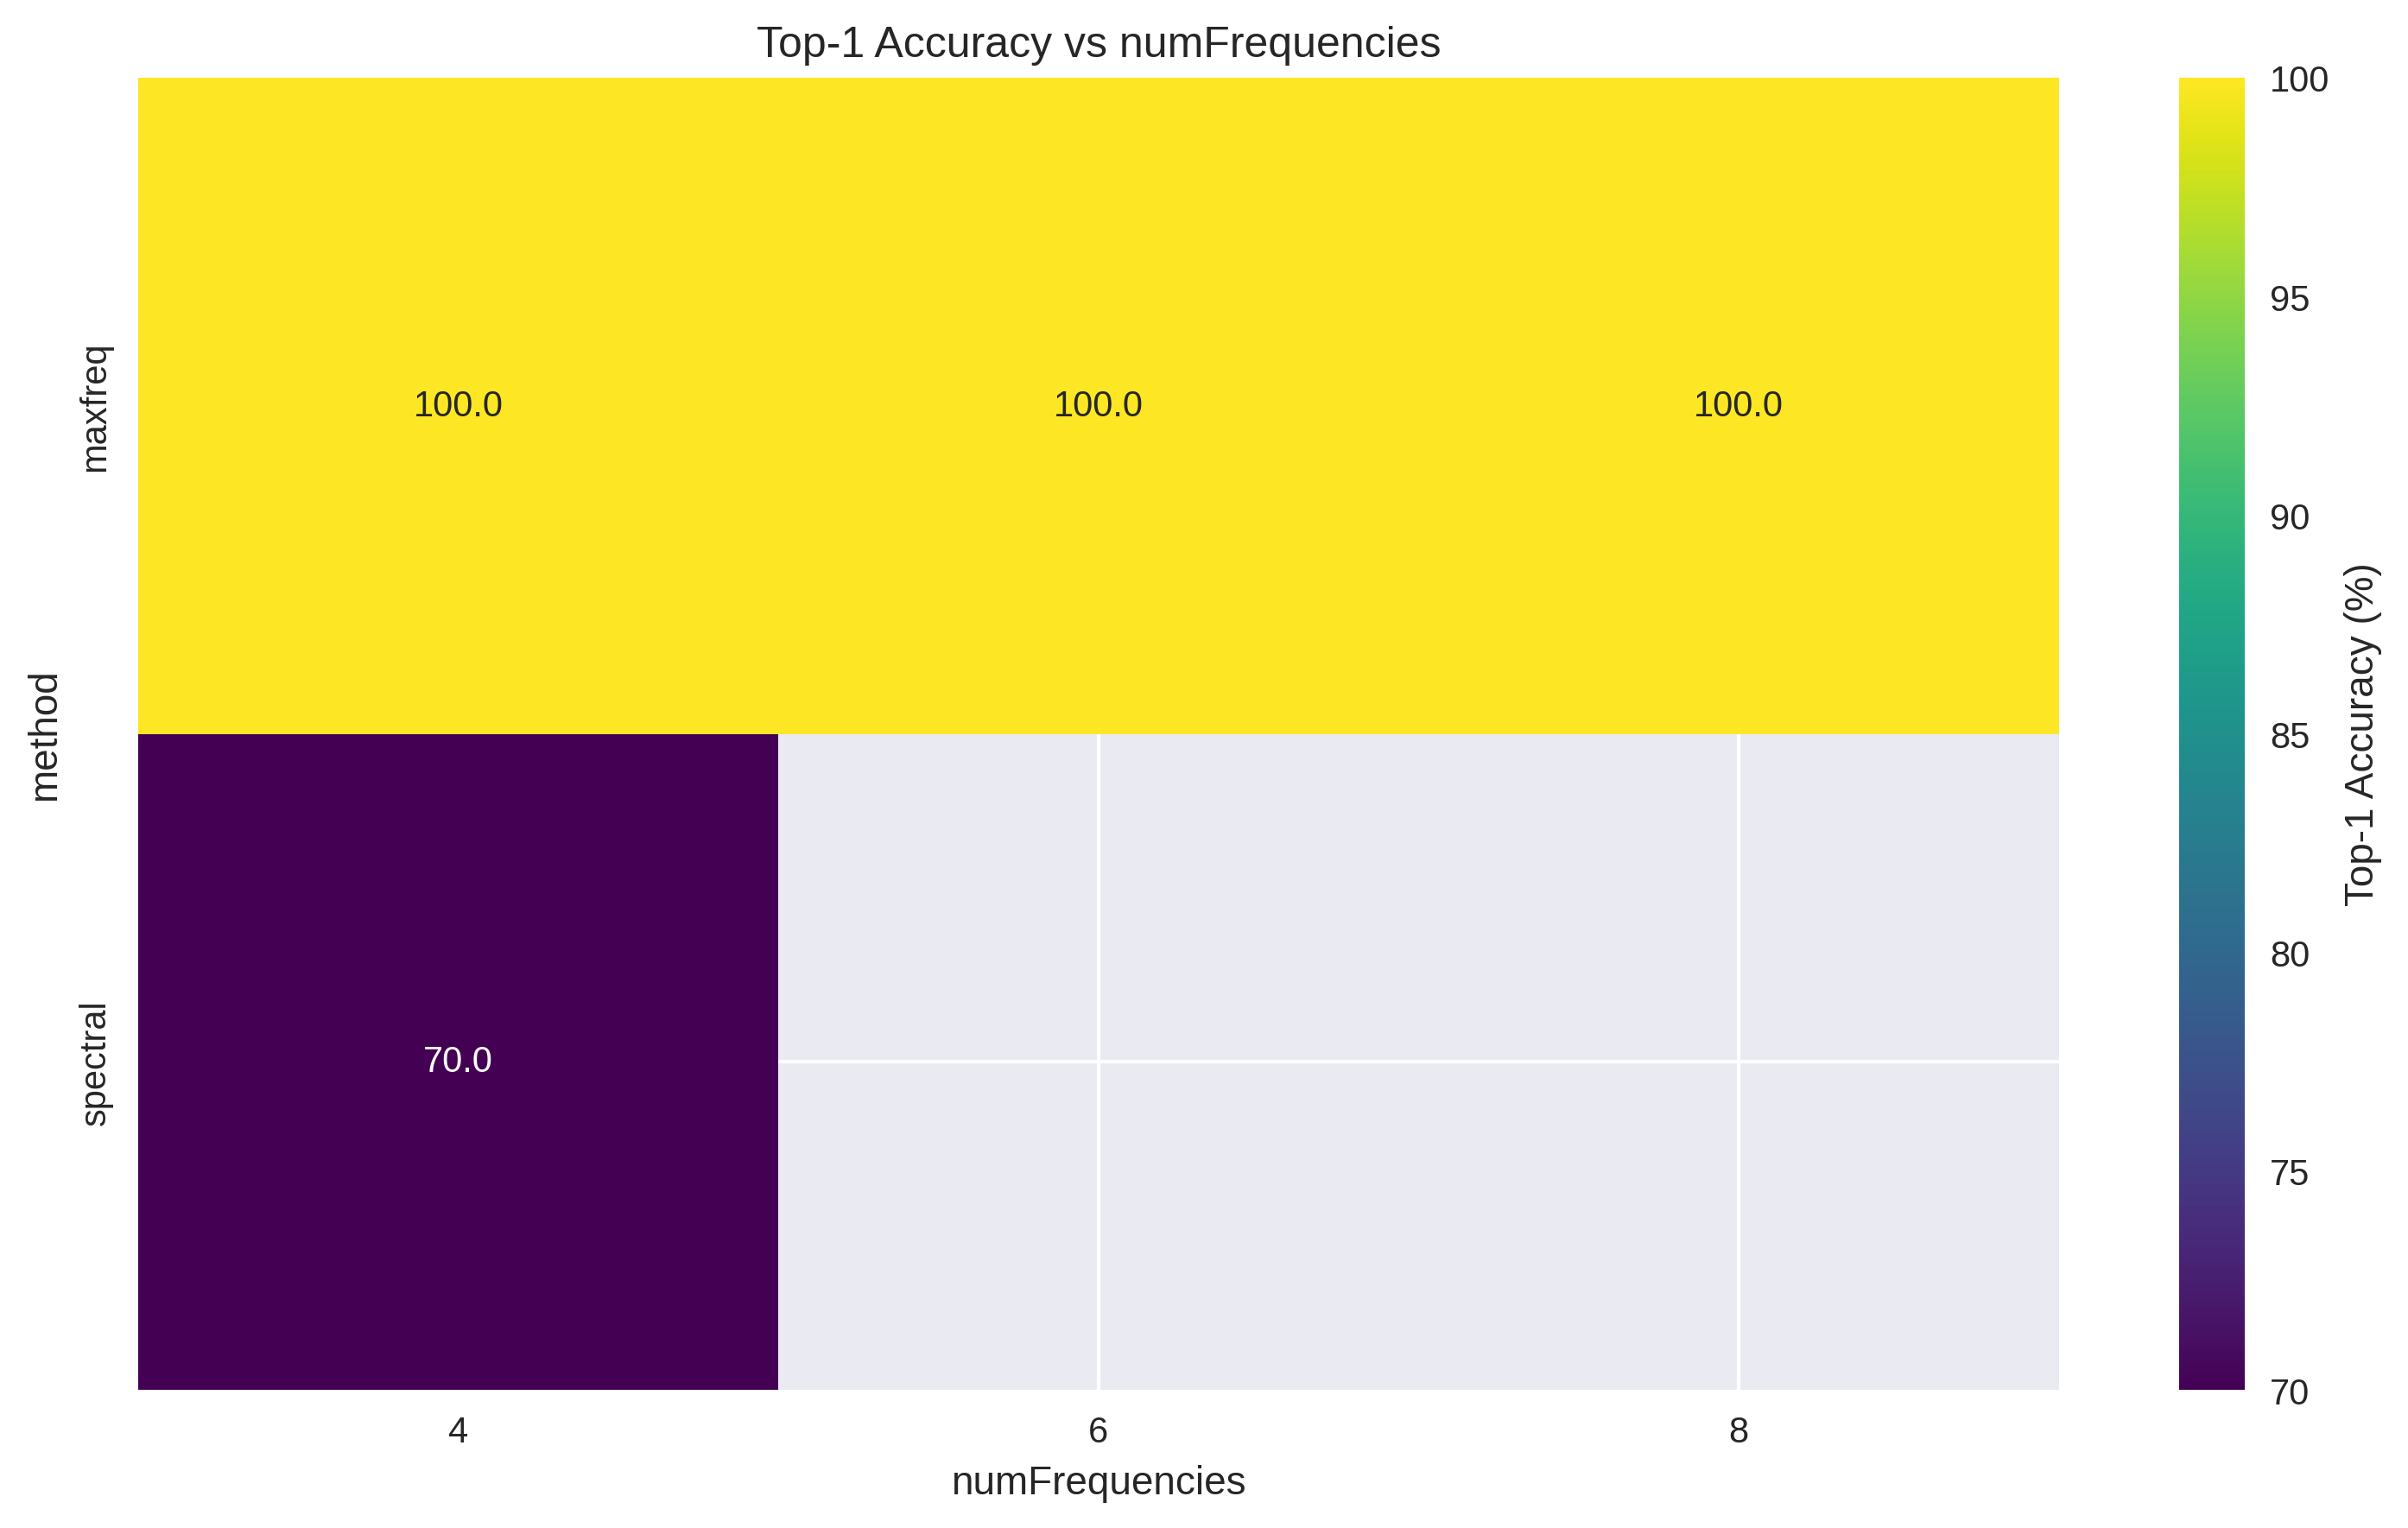 Top-1 Accuracy vs numFrequencies
method
maxfreq
100.0 100.0 100.0
spectral
70.0
4 6 8
numFrequencies
100
95
90
85
80
75
70
Top-1 Accuracy (%)